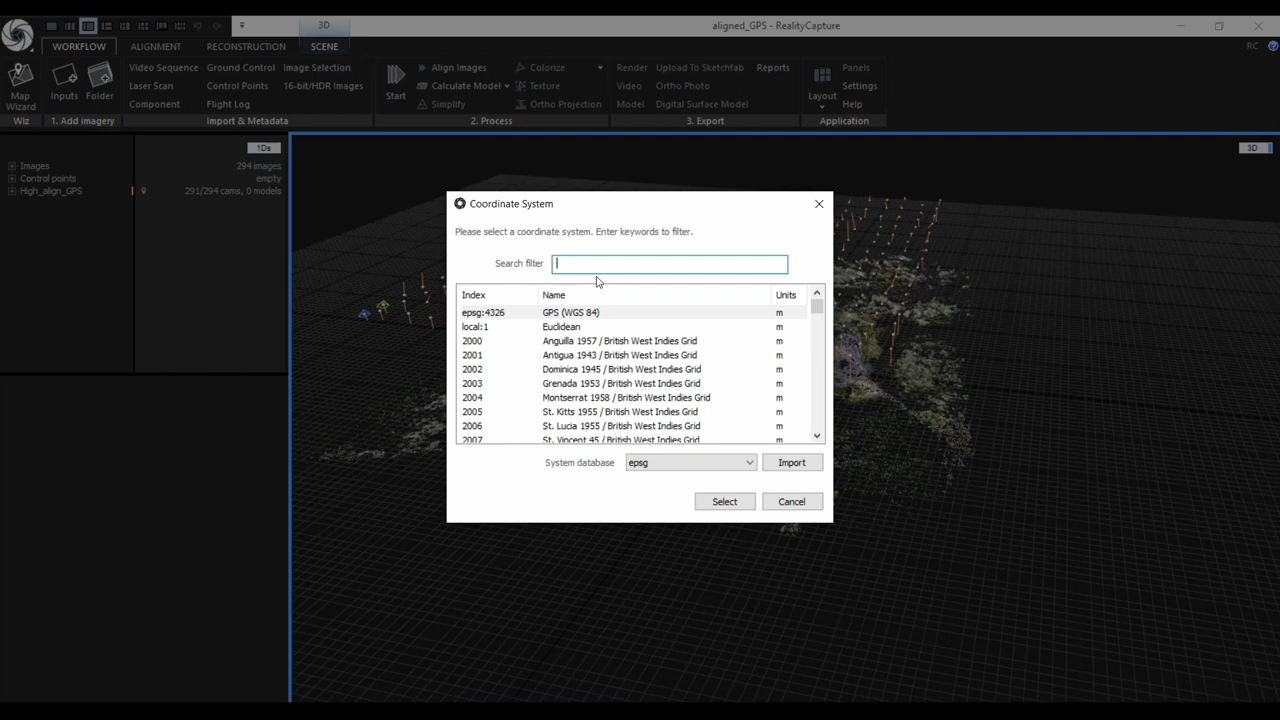 3D
aligned_GPS - RealityCapture
WORKFLOW
ALIGNMENT
RECONSTRUCTION
SCENE
RC
Map Wizard
Inputs
Folder
Video Sequence
Ground Control
Image Selection
Laser Scan
Control Points
16-bit/HDR Images
Component
Flight Log
Start
Align Images
Colorize
Calculate Model
Texture
Simplify
Ortho Projection
Render
Upload To Sketchfab
Reports
Video
Ortho Photo
Model
Digital Surface Model
Layout
Panels
Settings
Help
Wiz
1. Add imagery
Import & Metadata
2. Process
3. Export
Application
1Ds
Images
294 images
Control points
empty
High_align_GPS
291/294 cams, 0 models
3D
Coordinate System
Please select a coordinate system. Enter keywords to filter.
Search filter
Index Name Units
epsg:4326 GPS (WGS 84) m
local:1 Euclidean m
2000 Anguilla 1957 / British West Indies Grid m
2001 Antigua 1943 / British West Indies Grid m
2002 Dominica 1945 / British West Indies Grid m
2003 Grenada 1953 / British West Indies Grid m
2004 Montserrat 1958 / British West Indies Grid m
2005 St. Kitts 1955 / British West Indies Grid m
2006 St. Lucia 1955 / British West Indies Grid m
2007 St. Vincent 45 / British West Indies Grid m
System database epsg Import
Select Cancel